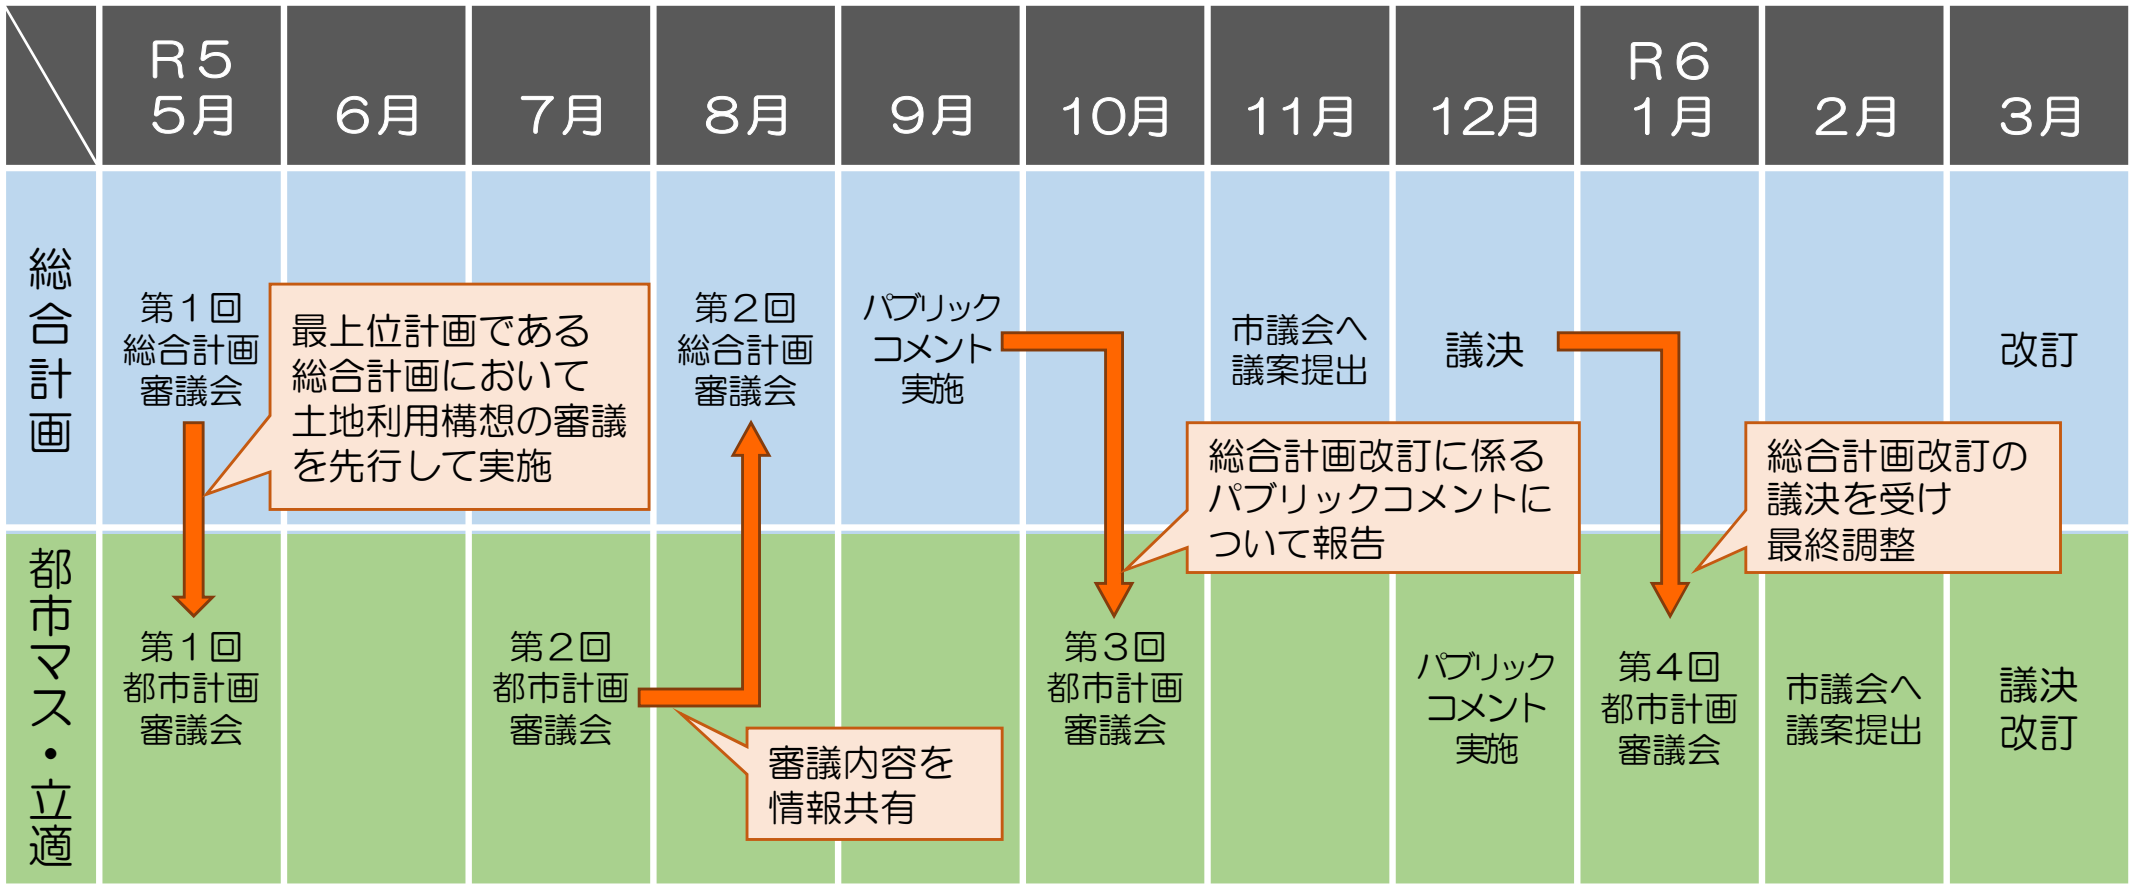 R5
5月
6月
7月
8月
9月
10月
11月
12月
R6
1月
2月
3月
総合計画
第1回
総合計画
審議会
最上位計画である
総合計画において
土地利用構想の審議
を先行して実施
第2回
総合計画
審議会
パブリック
コメント
実施
市議会へ
議案提出
議決
改訂
総合計画改訂に係る
パブリックコメントに
ついて報告
総合計画改訂の
議決を受け
最終調整
都市マス・立適
第1回
都市計画
審議会
第2回
都市計画
審議会
審議内容を
情報共有
第3回
都市計画
審議会
パブリック
コメント
実施
第4回
都市計画
審議会
市議会へ
議案提出
議決
改訂